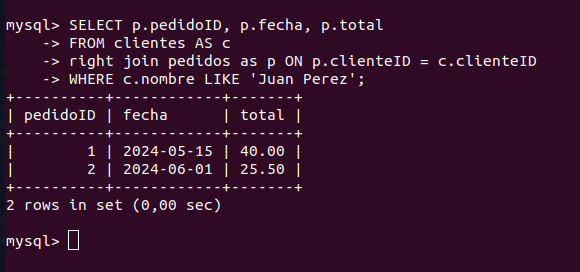 mysql> SELECT p.pedidoID, p.fecha, p.total
    -> FROM clientes AS c
    -> right join pedidos as p ON p.clienteID = c.clienteID
    -> WHERE c.nombre LIKE 'Juan Perez';
+----------+------------+-------+
| pedidoID | fecha      | total |
+----------+------------+-------+
|        1 | 2024-05-15 | 40.00 |
|        2 | 2024-06-01 | 25.50 |
+----------+------------+-------+
2 rows in set (0,00 sec)
mysql>